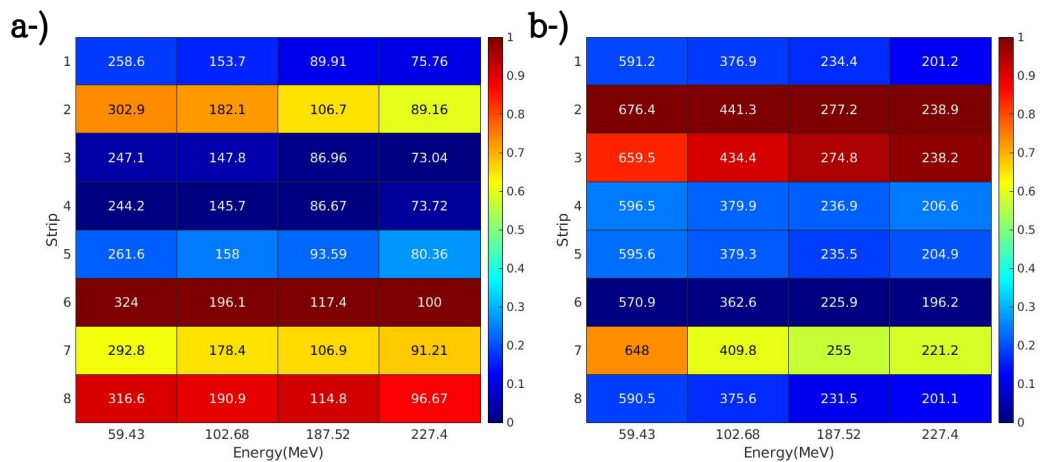 a-)
1 258.6 153.7 89.91 75.76
2 302.9 182.1 106.7 89.16
3 247.1 147.8 86.96 73.04
4 244.2 145.7 86.67 73.72
5 261.6 158 93.59 80.36
6 324 196.1 117.4 100
7 292.8 178.4 106.9 91.21
8 316.6 190.9 114.8 96.67
Strip
59.43 102.68 187.52 227.4
Energy(MeV)
1
0.9
0.8
0.7
0.6
0.5
0.4
0.3
0.2
0.1
0
b-)
1 591.2 376.9 234.4 201.2
2 676.4 441.3 277.2 238.9
3 659.5 434.4 274.8 238.2
4 596.5 379.9 236.9 206.6
5 595.6 379.3 235.5 204.9
6 570.9 362.6 225.9 196.2
7 648 409.8 255 221.2
8 590.5 375.6 231.5 201.1
Strip
59.43 102.68 187.52 227.4
Energy(MeV)
1
0.9
0.8
0.7
0.6
0.5
0.4
0.3
0.2
0.1
0